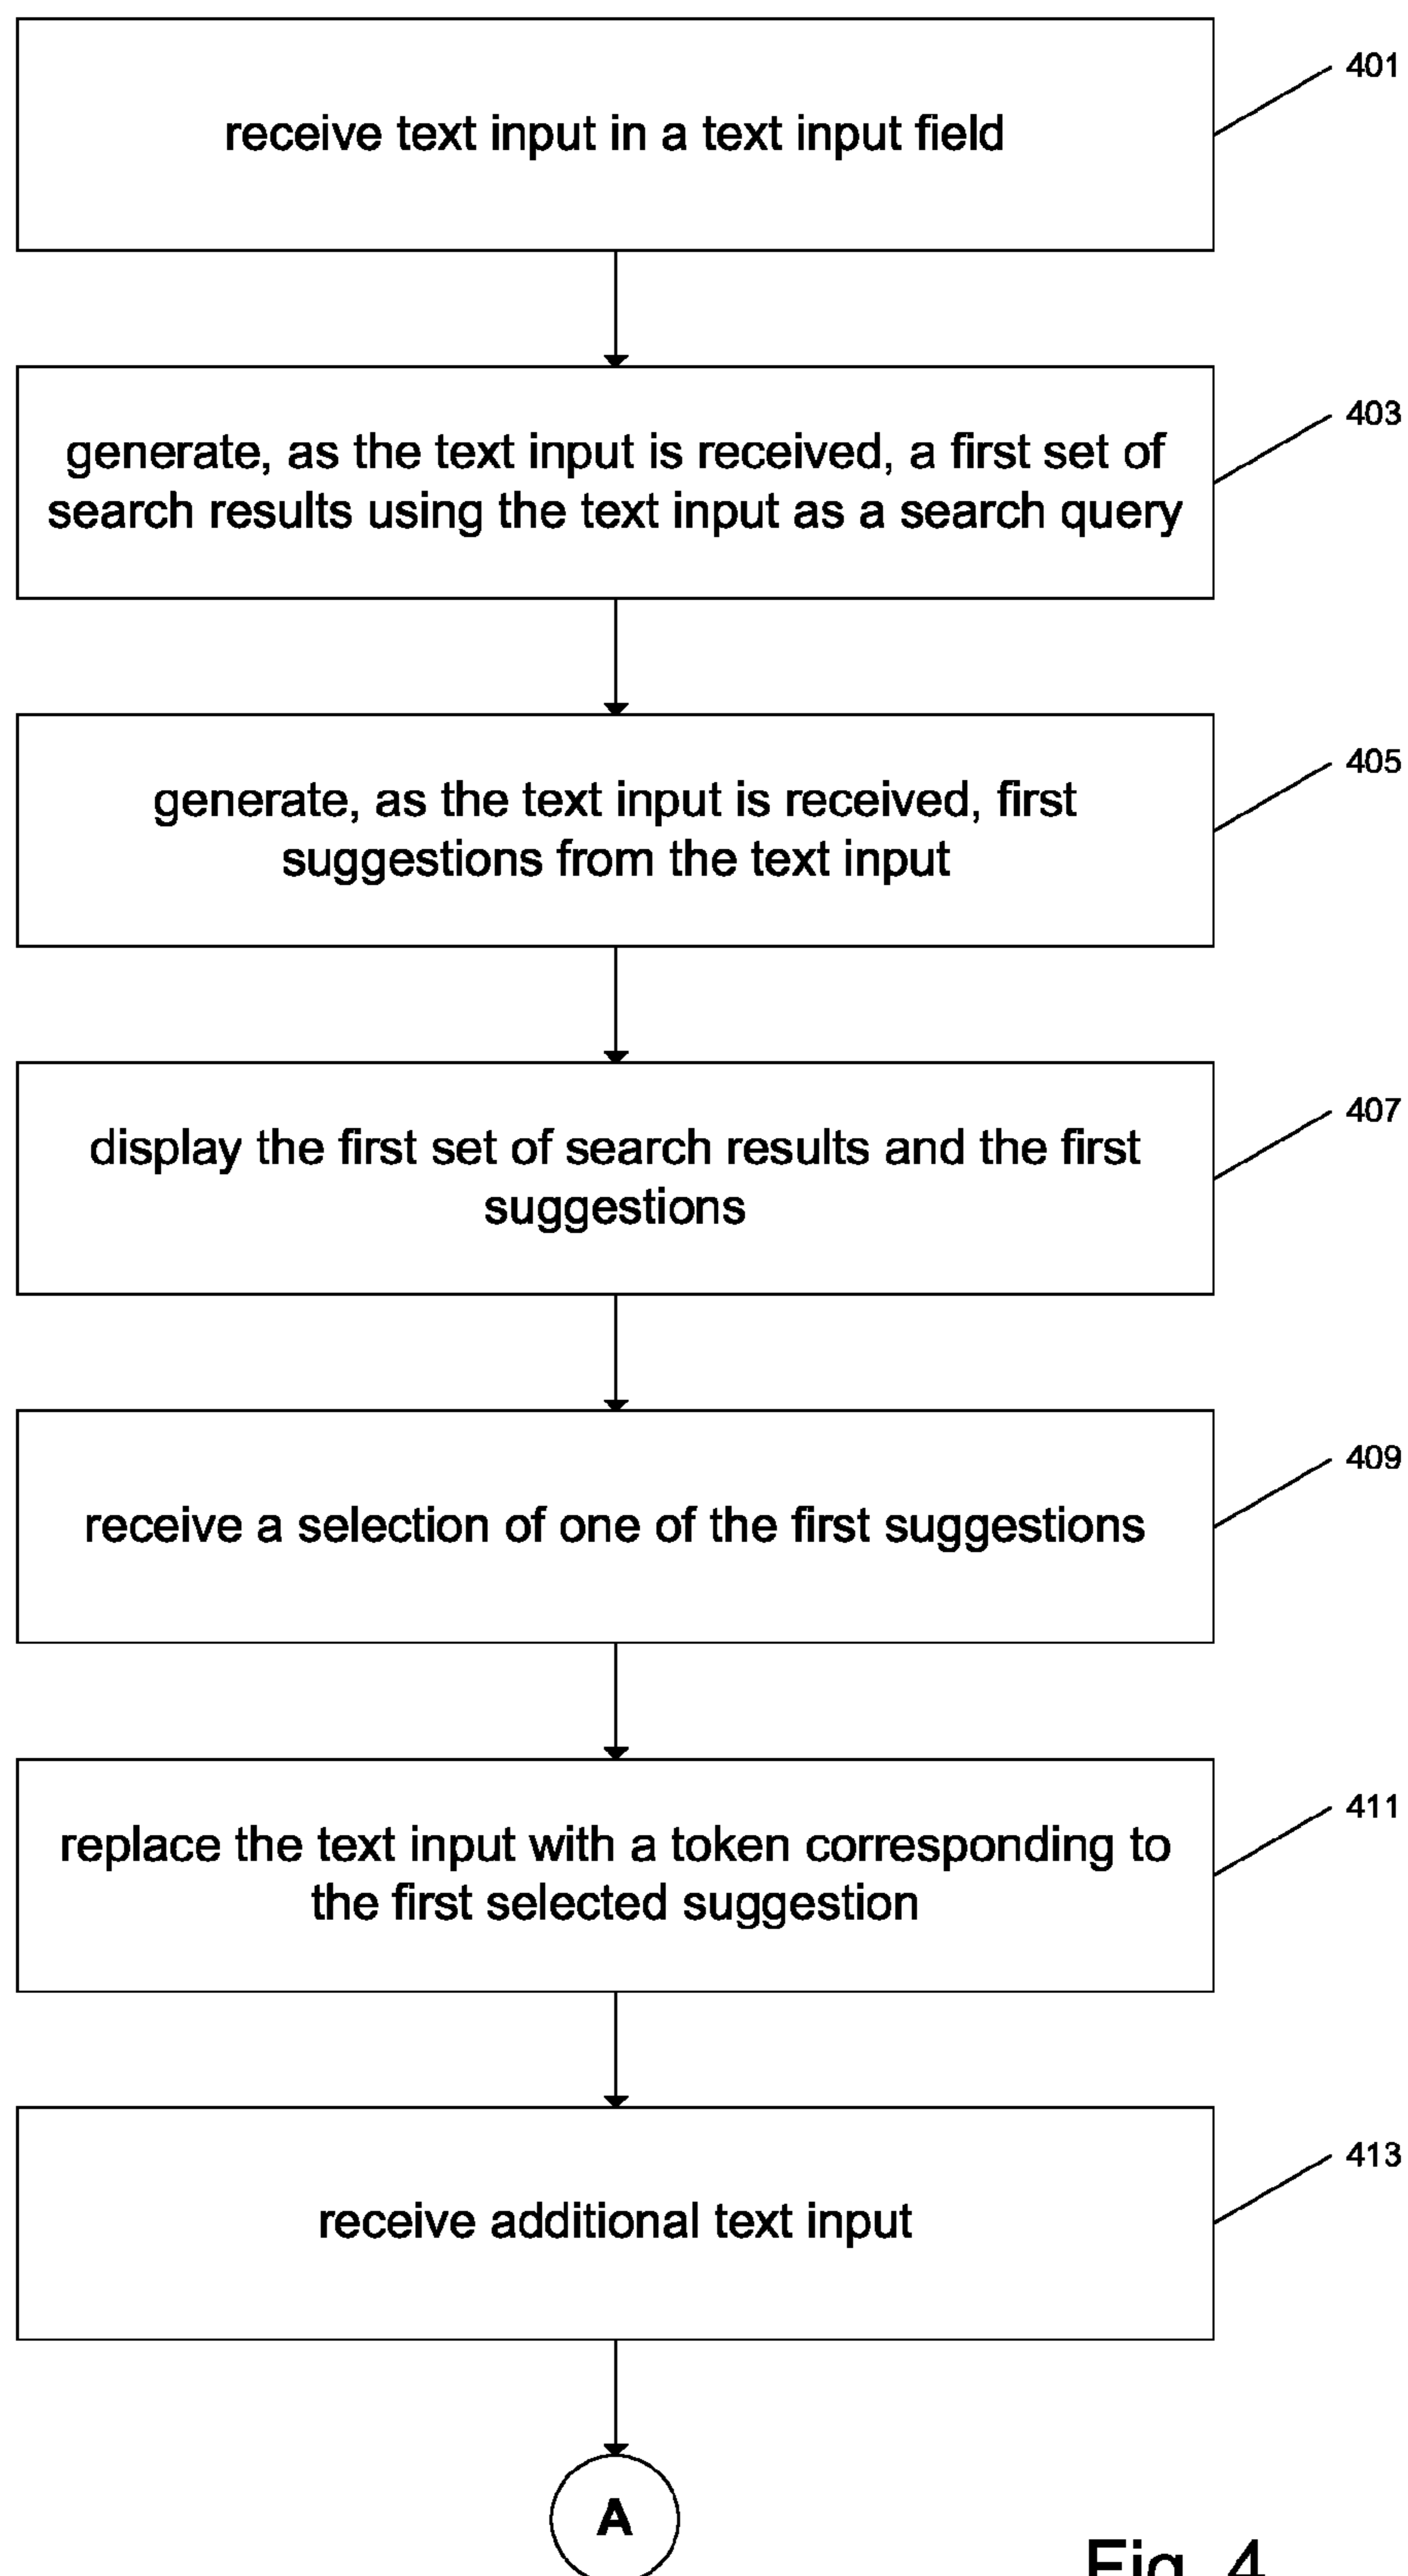 receive text input in a text input field
401
generate, as the text input is received, a first set of
search results using the text input as a search query
403
generate, as the text input is received, first
suggestions from the text input
405
display the first set of search results and the first
suggestions
407
receive a selection of one of the first suggestions
409
replace the text input with a token corresponding to
the first selected suggestion
411
receive additional text input
413
A
Fig. 4